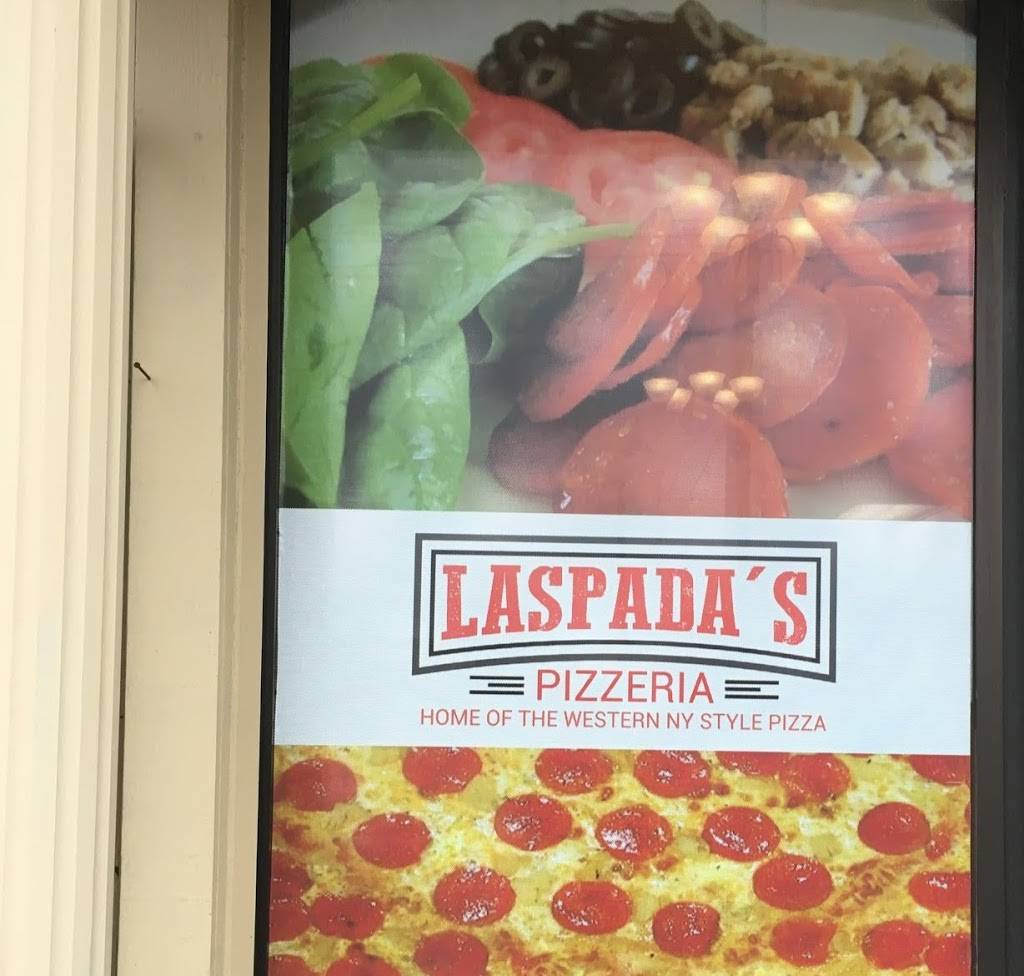 LASPADA´S
PIZZERIA
HOME OF THE WESTERN NY STYLE PIZZA